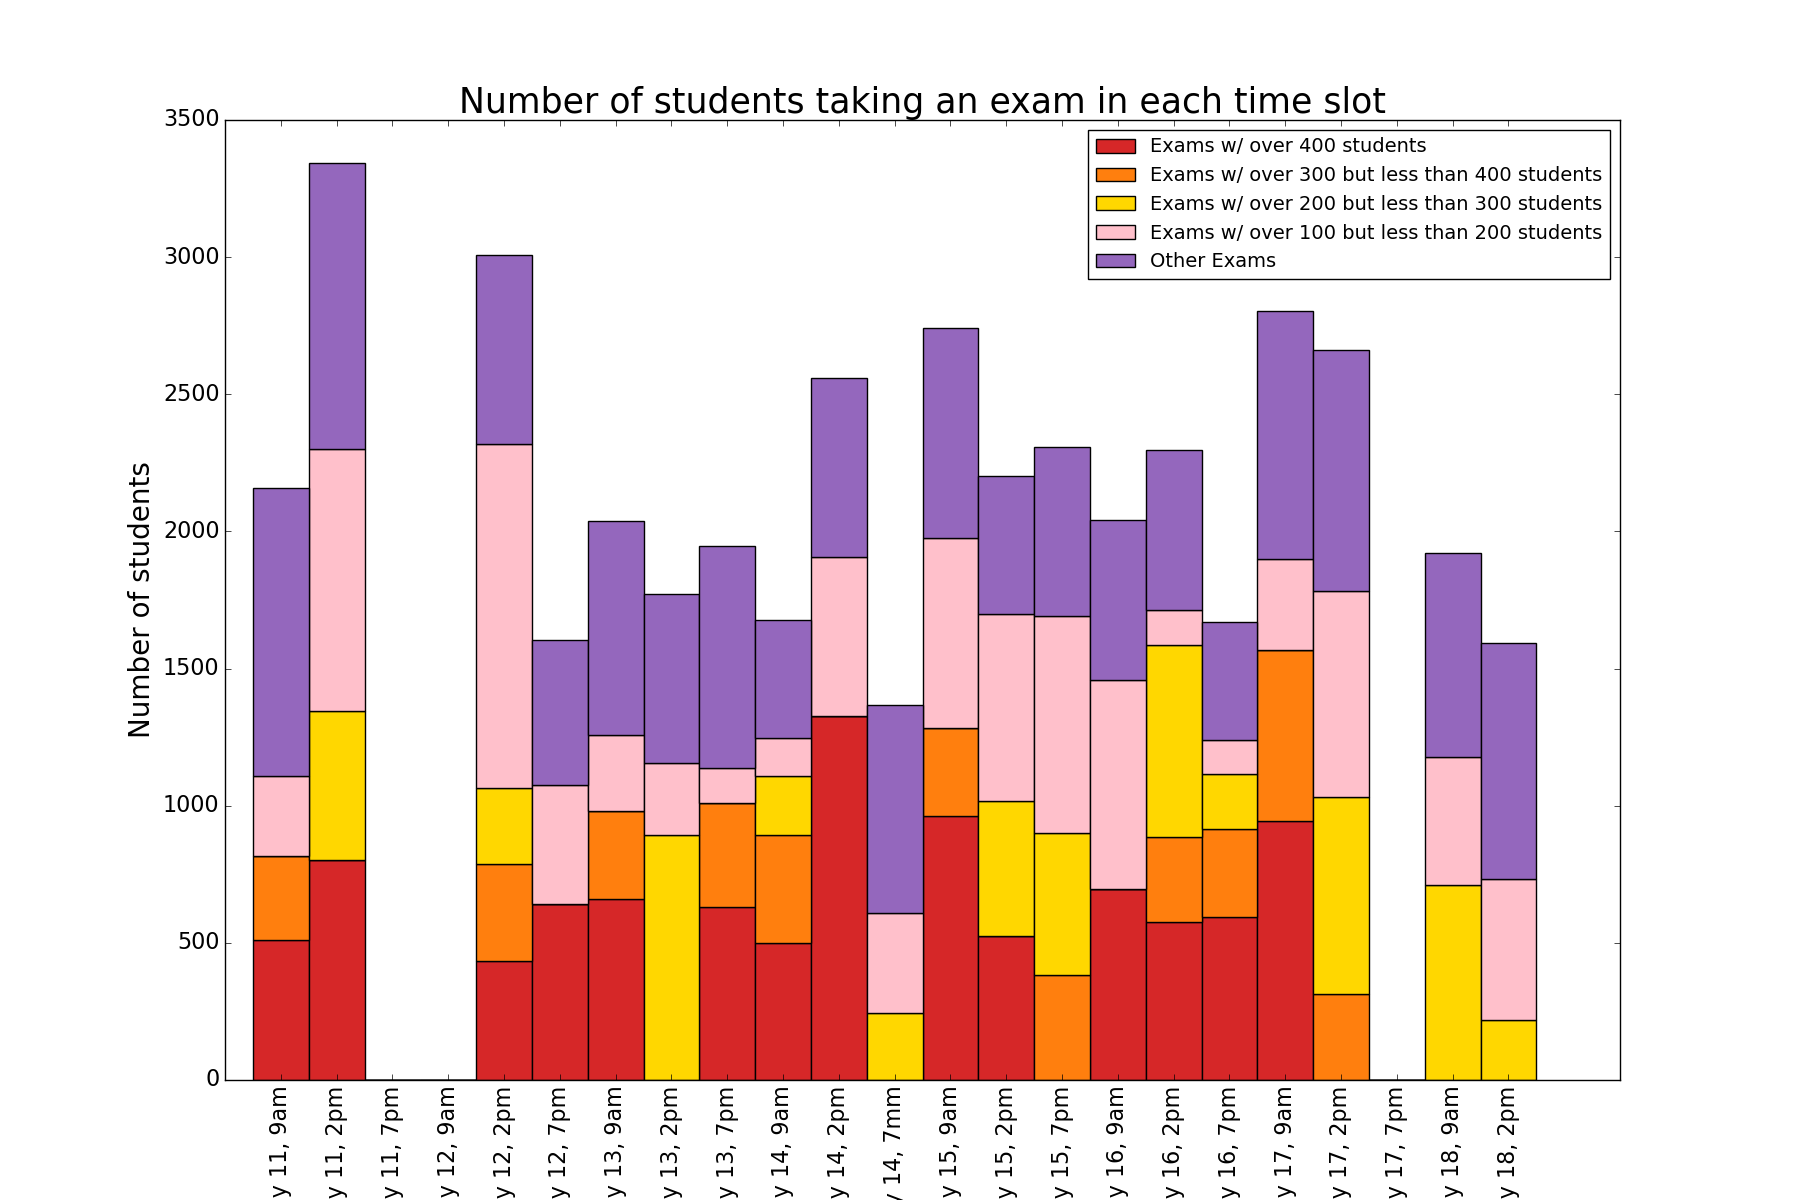 Number of students taking an exam in each time slot
Exams w/ over 400 students
Exams w/ over 300 but less than 400 students
Exams w/ over 200 but less than 300 students
Exams w/ over 100 but less than 200 students
Other Exams
Number of students
3500
3000
2500
2000
1500
1000
500
0
y 11, 9am
y 11, 2pm
y 11, 7pm
y 12, 9am
y 12, 2pm
y 12, 7pm
y 13, 9am
y 13, 2pm
y 13, 7pm
y 14, 9am
y 14, 2pm
y 14, 7mm
y 15, 9am
y 15, 2pm
y 15, 7pm
y 16, 9am
y 16, 2pm
y 16, 7pm
y 17, 9am
y 17, 2pm
y 17, 7pm
y 18, 9am
y 18, 2pm